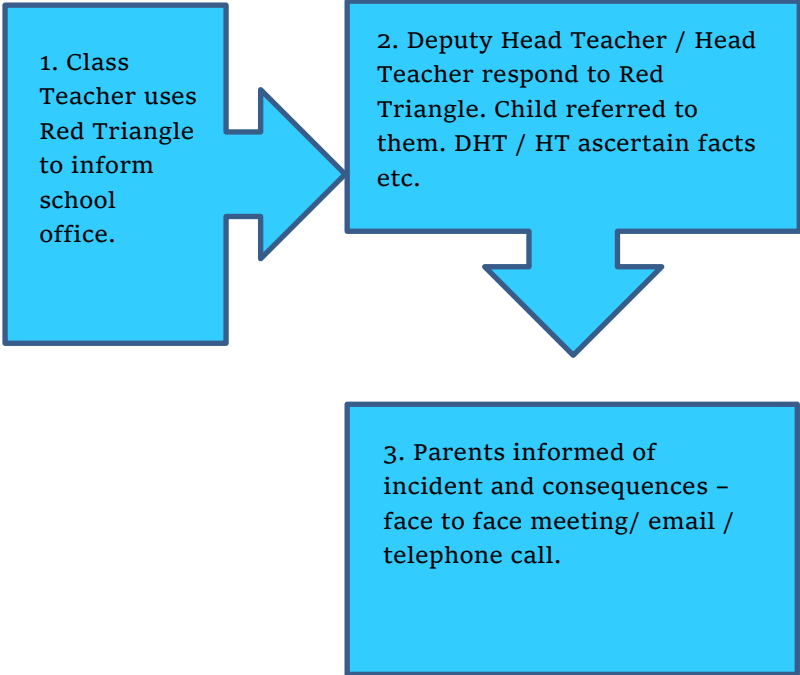 1. Class
Teacher uses
Red Triangle
to inform
school
office.
2. Deputy Head Teacher / Head
Teacher respond to Red
Triangle. Child referred to
them. DHT / HT ascertain facts
etc.
3. Parents informed of
incident and consequences –
face to face meeting/ email /
telephone call.